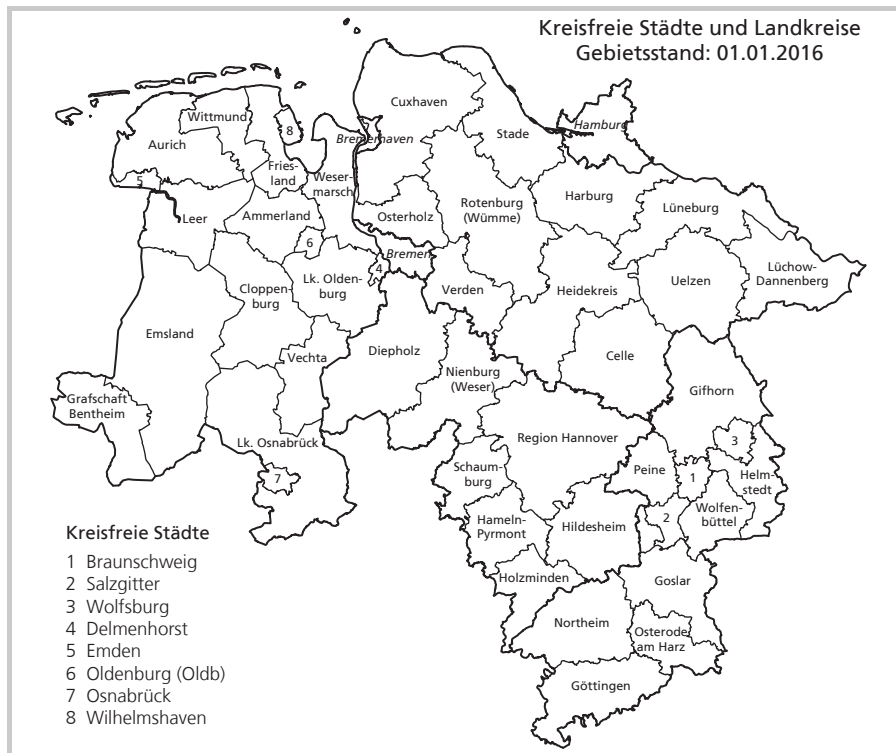 Kreisfreie Städte und Landkreise
Gebietsstand: 01.01.2016
Cuxhaven
Wittmund
8
Stade
Hamburg
Aurich
Bremerhaven
Fries-
land
Weser-
marsch
5
Harburg
Rotenburg
(Wümme)
Leer
Ammerland
Osterholz
Lüneburg
6
Bremen
4
Lk. Olden-
burg
Cloppen-
burg
Verden
Heidekreis
Uelzen
Lüchow-
Dannenberg
Emsland
Vechta
Diepholz
Celle
Nienburg
(Weser)
Gifhorn
Grafschaft
Bentheim
Lk. Osnabrück
Region Hannover
3
7
Schaum-
burg
Peine
1
Helm-
stedt
Wolfen-
büttel
2
Hameln-
Pyrmont
Hildesheim
Holzminden
Goslar
Northeim
Osterode
am Harz
Göttingen
Kreisfreie Städte
1 Braunschweig
2 Salzgitter
3 Wolfsburg
4 Delmenhorst
5 Emden
6 Oldenburg (Oldb)
7 Osnabrück
8 Wilhelmshaven